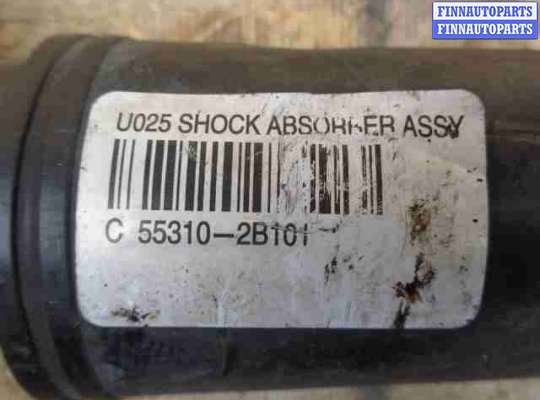 FINNAUTOPARTS
FINNAUTOPARTS
U025 SHOCK ABSORBER ASSY
C 55310-2B101